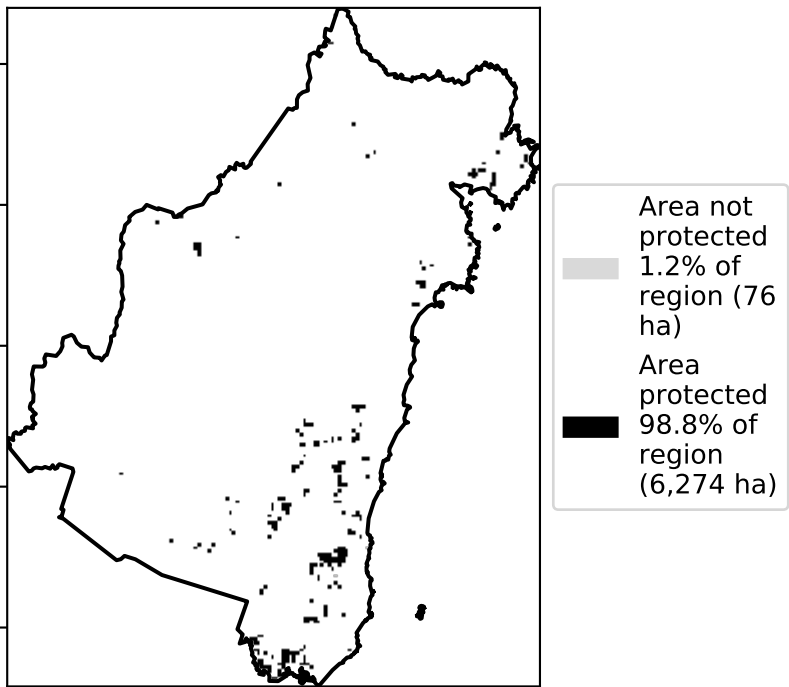 Area not
protected
1.2% of
region (76
ha)
Area
protected
98.8% of
region
(6,274 ha)